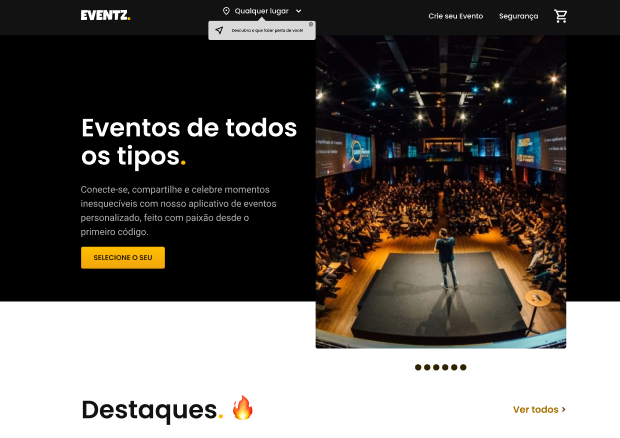 EVENTZ.
Qualquer lugar
Crie seu Evento
Segurança
Descubra o que fazer perto de você!
Eventos de todos
os tipos.
Conecte-se, compartilhe e celebre momentos
inesquecíveis com nosso aplicativo de eventos
personalizado, feito com paixão desde o
primeiro código.
SELECIONE O SEU
Destaques.
Ver todos >